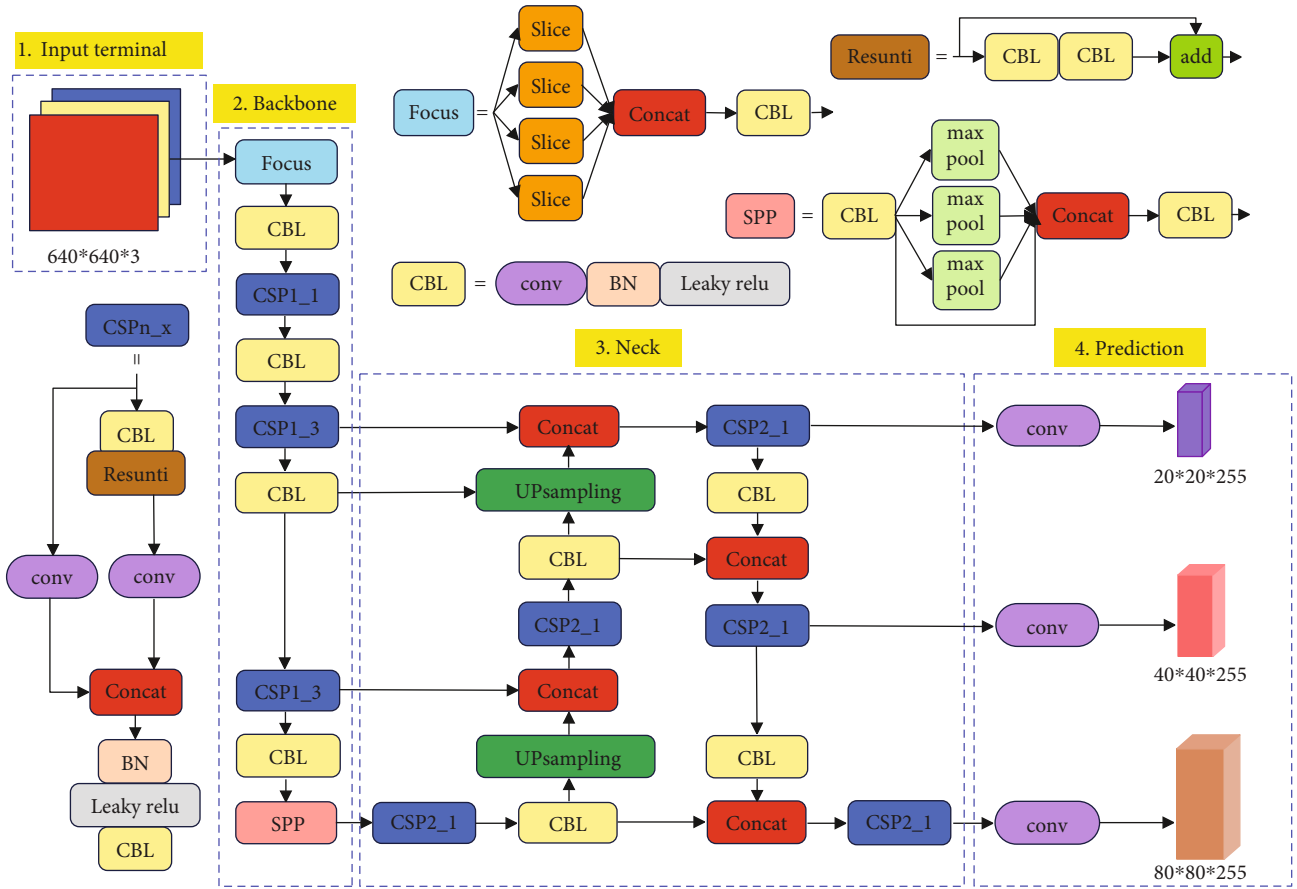 1. Input terminal
640*640*3
2. Backbone
Focus
CBL
CSP1_1
CBL
CSP1_3
CBL
CSP1_3
CBL
SPP
Focus
=
Slice
Slice
Slice
Slice
Concat
CBL
Resunti
=
CBL
CBL
add
SPP
=
CBL
max
pool
max
pool
max
pool
Concat
CBL
CBL
=
conv
BN
Leaky relu
CSPn_x
=
CBL
Resunti
conv
conv
Concat
BN
Leaky relu
CBL
3. Neck
Concat
CSP2_1
UPsampling
CBL
CBL
Concat
CSP2_1
CSP2_1
Concat
UPsampling
CBL
CSP2_1
CBL
Concat
CSP2_1
4. Prediction
conv
20*20*255
conv
40*40*255
conv
80*80*255